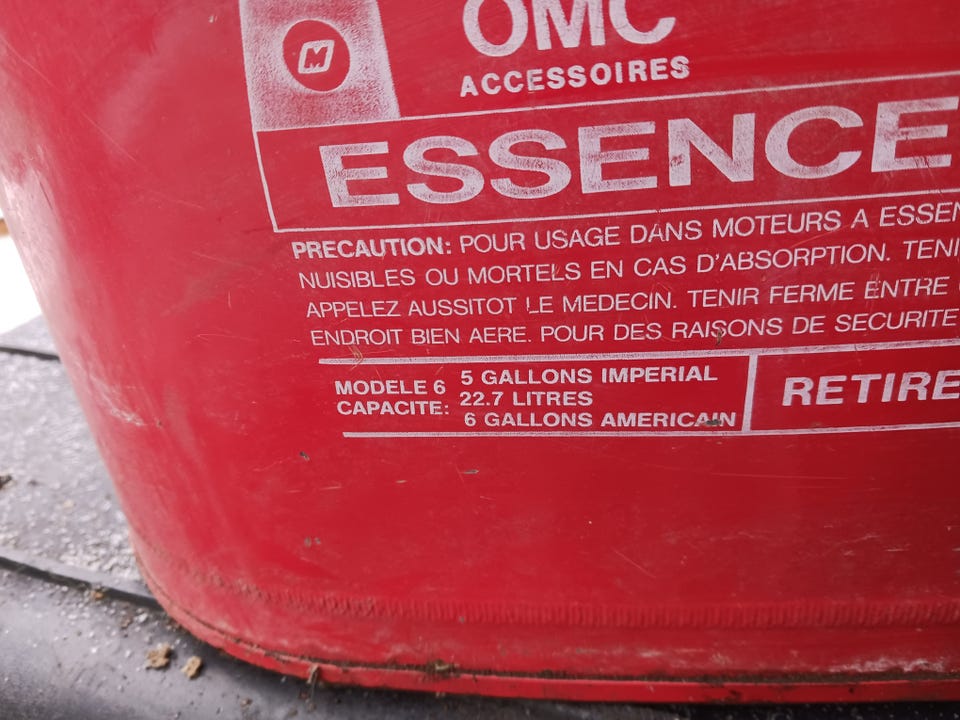 M
OMC
ACCESSOIRES
ESSENCE
PRECAUTION: POUR USAGE DANS MOTEURS A ESSEN
NUISIBLES OU MORTELS EN CAS D'ABSORPTION. TENI
APPELEZ AUSSITOT LE MEDECIN. TENIR FERME ENTRE
ENDROIT BIEN AERE. POUR DES RAISONS DE SECURITE
MODELE 6 5 GALLONS IMPERIAL
CAPACITE: 22.7 LITRES
6 GALLONS AMERICAIN
RETIRE